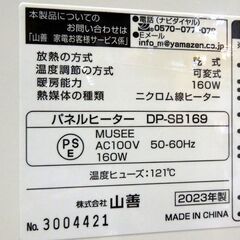 本製品についての
お問い合わせは
「山善 家電お客様サービス係」
●電話(ナビダイヤル)
0570-077-078
●Eメール
info_m@yamazen.co.jp
放熱の方式
温度調節の方式 可変式
暖房能力 160W
熱媒体の種類 ニクロム線ヒーター
パネルヒーター DP-SB169
MUSEE
AC100V 50-60Hz
160W
PSE
温度ヒューズ:121℃
株式会社 山善
2023年製
MADE IN CHINA
No. 3004421